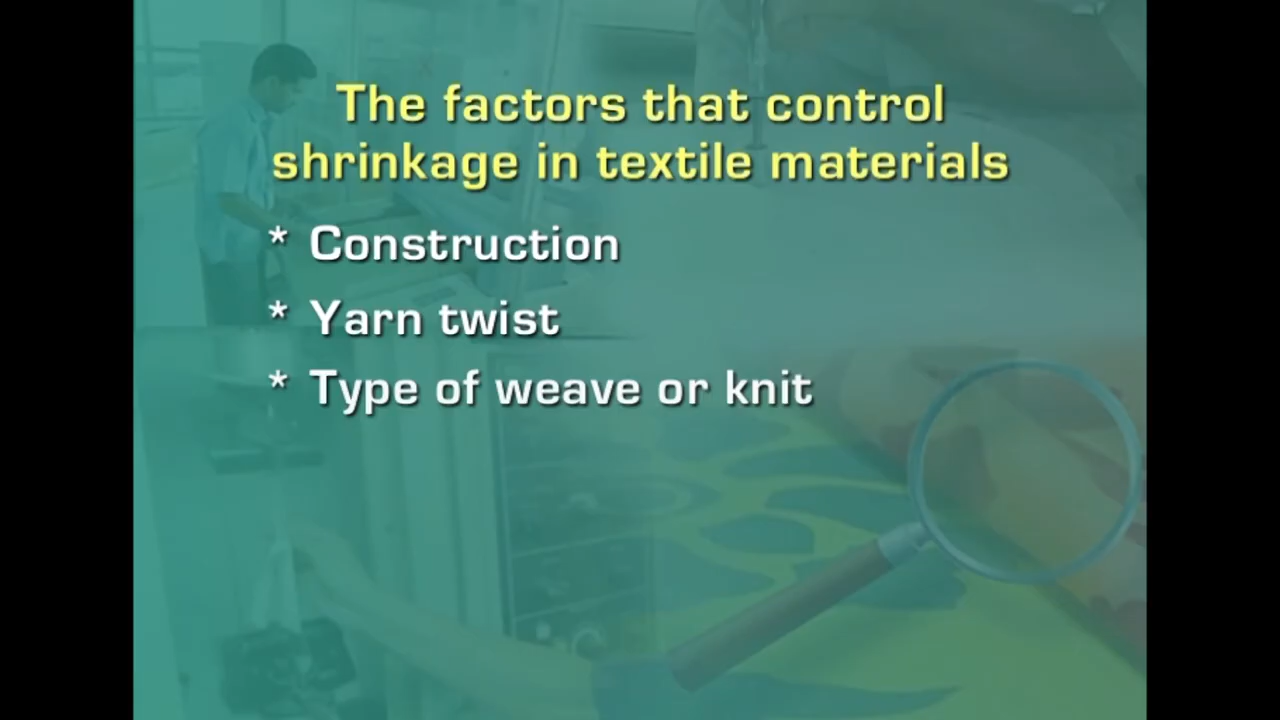 The factors that control
shrinkage in textile materials
* Construction
* Yarn twist
* Type of weave or knit